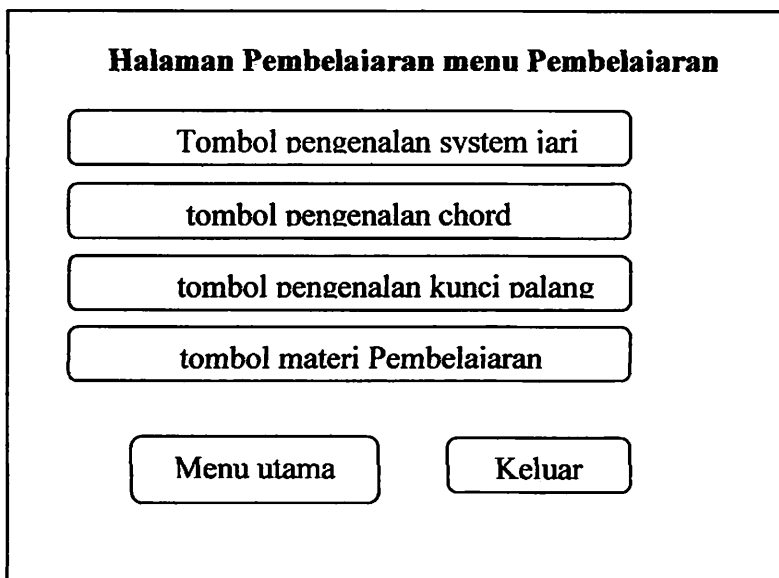 Halaman Pembelajaran menu Pembelajaran
Tombol pengenalan system jari
tombol pengenalan chord
tombol pengenalan kunci palang
tombol materi Pembelajaran
Menu utama
Keluar